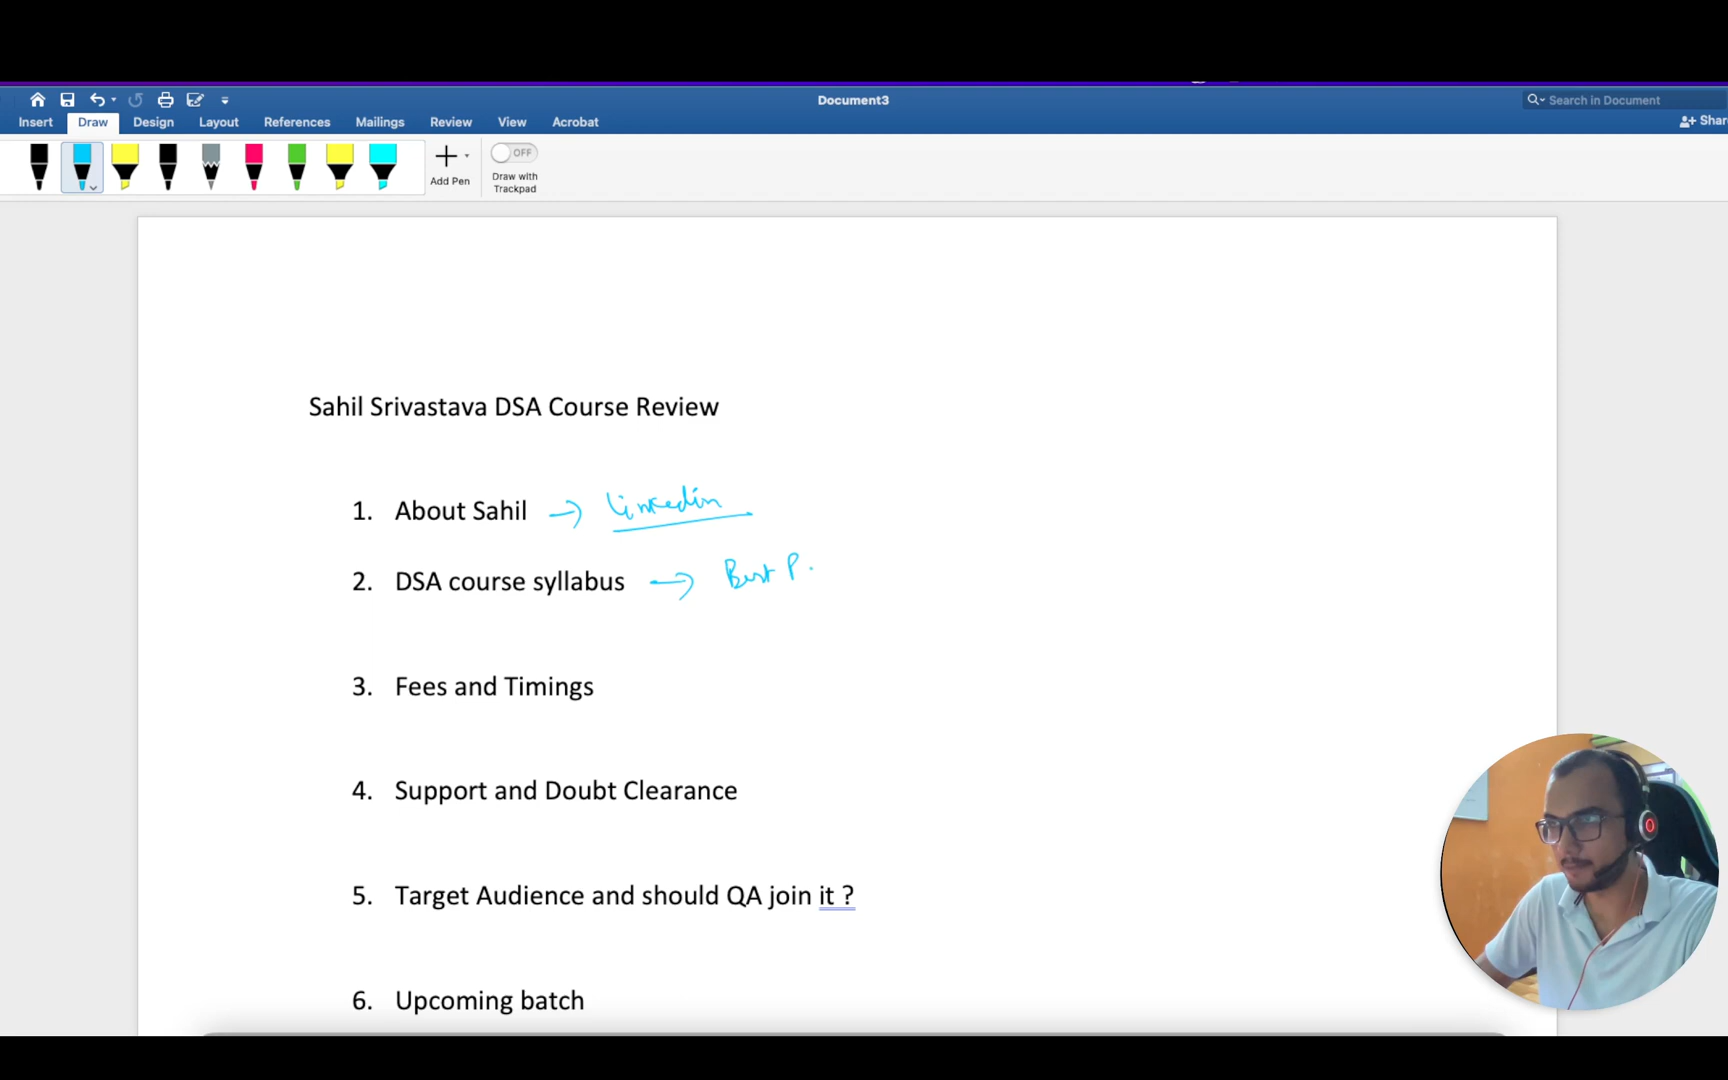 Document3
Search in Document
Insert Draw Design Layout References Mailings Review View Acrobat
Shar
Add Pen
OFF
Draw with
Trackpad
Sahil Srivastava DSA Course Review
1. About Sahil → Linkedin
2. DSA course syllabus → Best P.
3. Fees and Timings
4. Support and Doubt Clearance
5. Target Audience and should QA join it ?
6. Upcoming batch